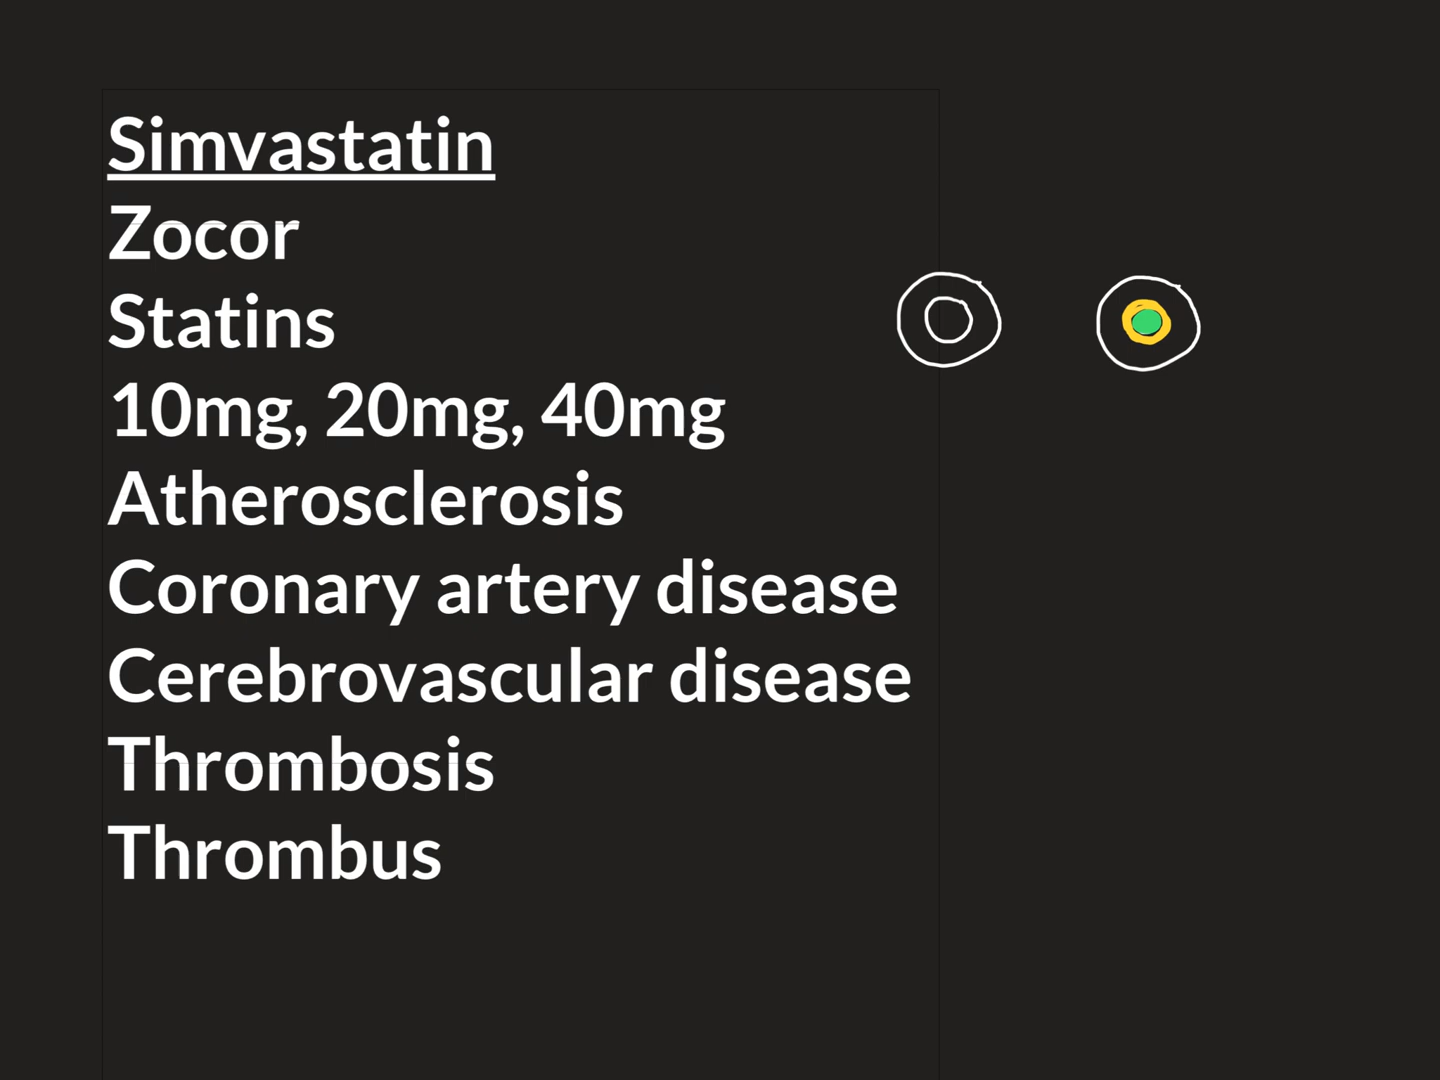 Simvastatin
Zocor
Statins
10mg, 20mg, 40mg
Atherosclerosis
Coronary artery disease
Cerebrovascular disease
Thrombosis
Thrombus